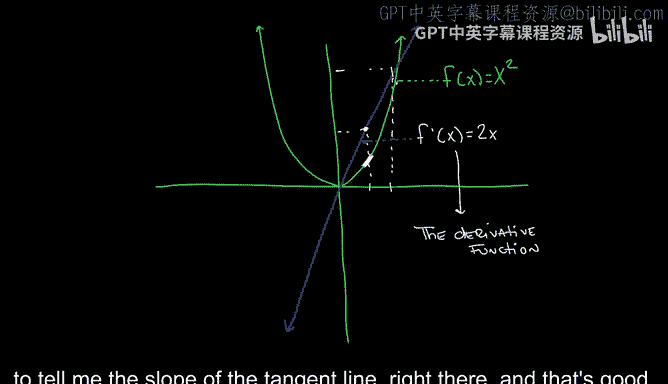 GPT中英字幕课程资源@bilibili
GPT中英字幕课程资源 bilibili
f(x)=x²
f'(x)=2x
THE DERIVATIVE
FUNCTION
to tell me the slope of the tangent line, right there, and that's good